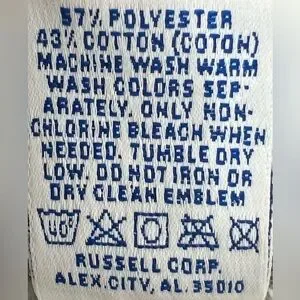 57% POLYESTER
43% COTTON (COTON)
MACHINE WASH WARM
WASH COLORS SEP-
ARATELY. ONLY NON-
CHLORINE BLEACH WHEN
NEEDED. TUMBLE DRY
LOW. DO NOT IRON OR
DRY CLEAN EMBLEM
40°
RUSSELL CORP.
ALEX. CITY, AL. 35010